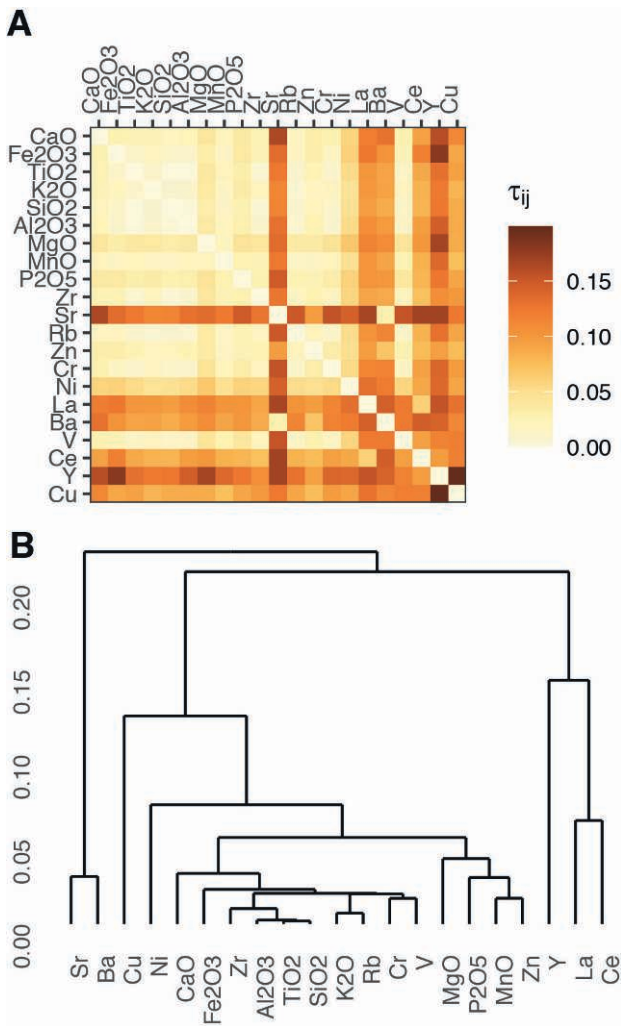 A
CaO
Fe2O3
TiO2
K2O
SiO2
Al2O3
MgO
MnO
P2O5
Zr
Sr
Rb
Zn
Cr
Ni
La
Ba
V
Ce
Y
Cu
CaO
Fe2O3
TiO2
K2O
SiO2
Al2O3
MgO
MnO
P2O5
Zr
Sr
Rb
Zn
Cr
Ni
La
Ba
V
Ce
Y
Cu
τij
0.15
0.10
0.05
0.00
B
0.20
0.15
0.10
0.05
0.00
Sr
Ba
Cu
Ni
CaO
Fe2O3
Zr
Al2O3
TiO2
SiO2
K2O
Rb
Cr
V
MgO
P2O5
MnO
Zn
Y
La
Ce